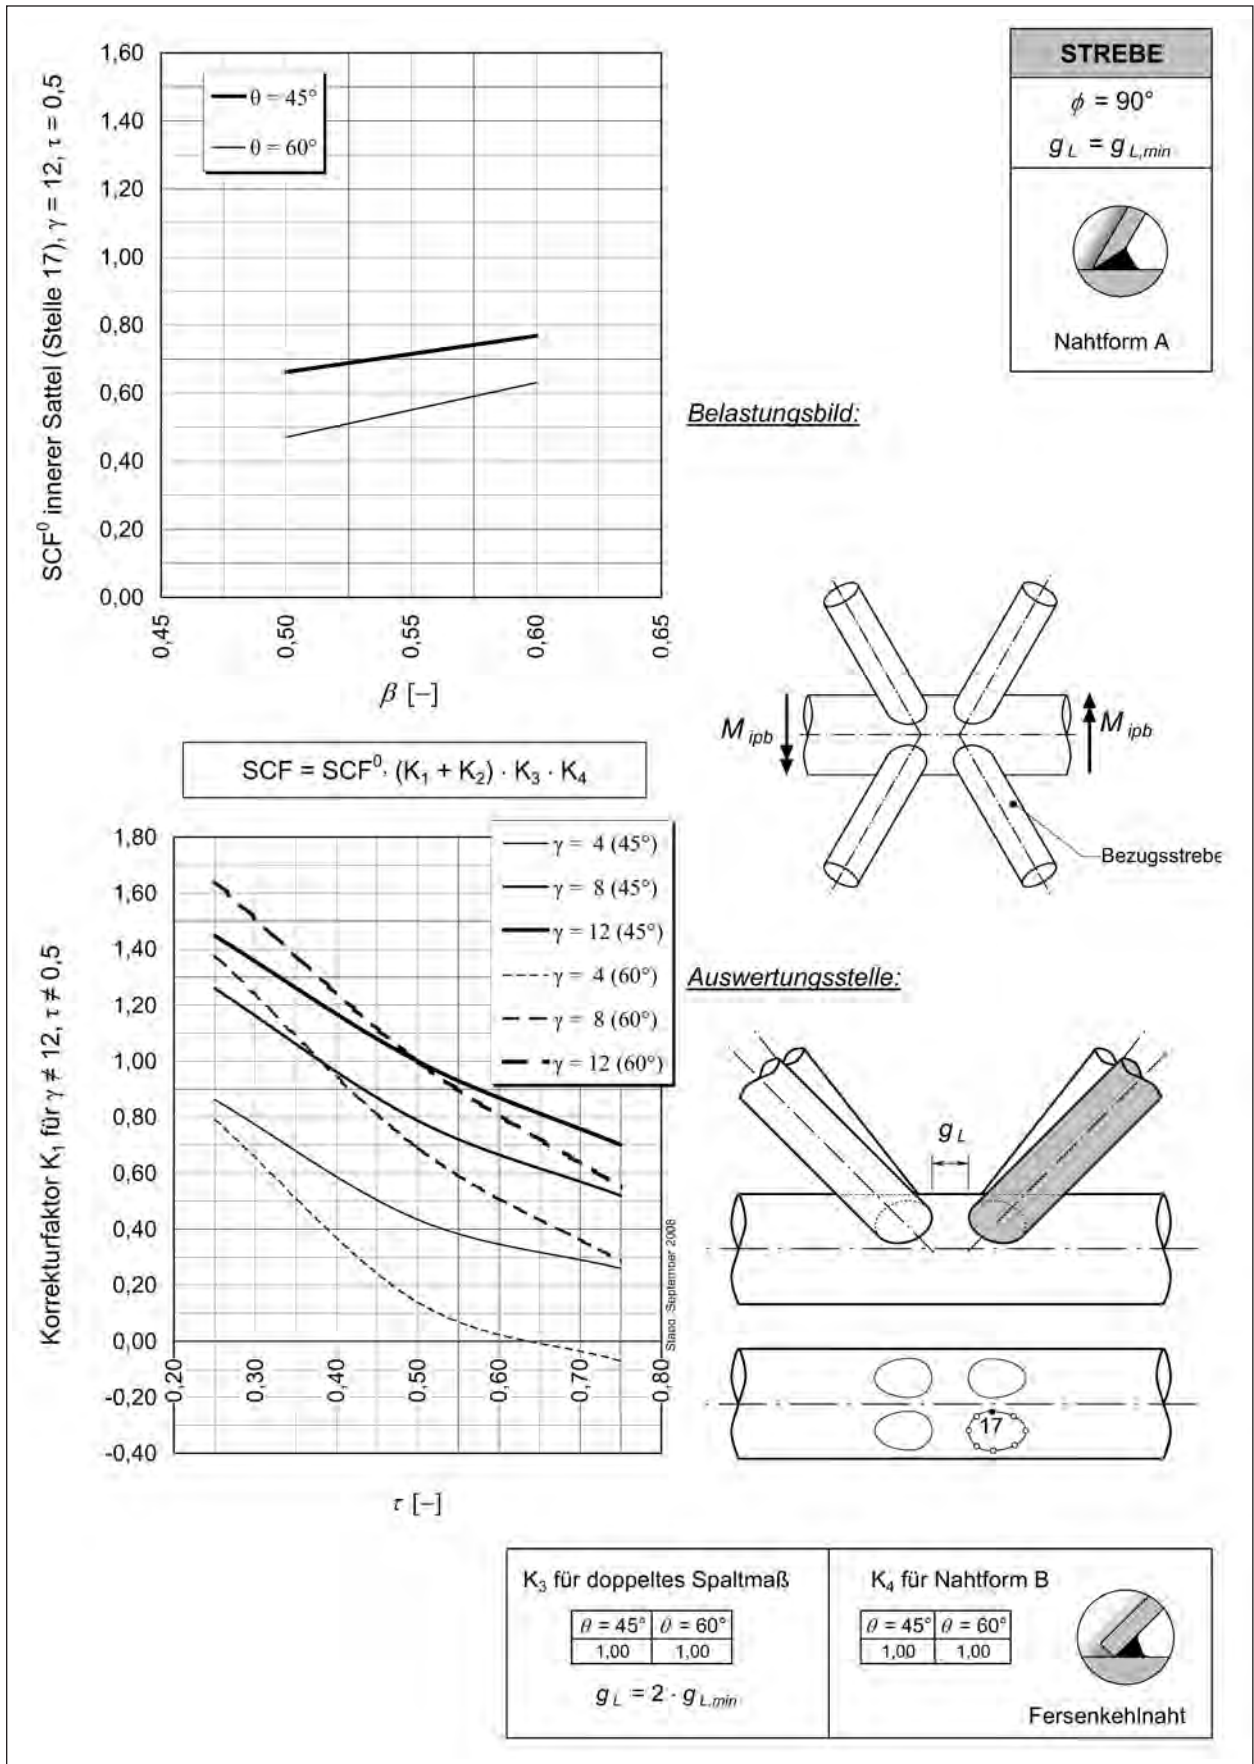 SCF⁰ innerer Sattel (Stelle 17), γ = 12, τ = 0,5
1,60
1,40
1,20
1,00
0,80
0,60
0,40
0,20
0,00
θ = 45°
θ = 60°
0,45
0,50
0,55
0,60
0,65
β [–]
STREBE
ϕ = 90°
g L = g L,min
Nahtform A
Belastungsbild:
M ipb
M ipb
Bezugsstrebe
SCF = SCF⁰ · (K₁ + K₂) · K₃ · K₄
Korrekturfaktor K₁ für γ ≠ 12, τ ≠ 0,5
1,80
1,60
1,40
1,20
1,00
0,80
0,60
0,40
0,20
0,00
-0,20
-0,40
γ = 4 (45°)
γ = 8 (45°)
γ = 12 (45°)
γ = 4 (60°)
γ = 8 (60°)
γ = 12 (60°)
0,20
0,30
0,40
0,50
0,60
0,70
0,80
τ [–]
Stand: September 2008
Auswertungsstelle:
g L
17
K₃ für doppeltes Spaltmaß
θ = 45° θ = 60°
1,00 1,00
g L = 2 · g L,min
K₄ für Nahtform B
θ = 45° θ = 60°
1,00 1,00
Fersenkehlnaht